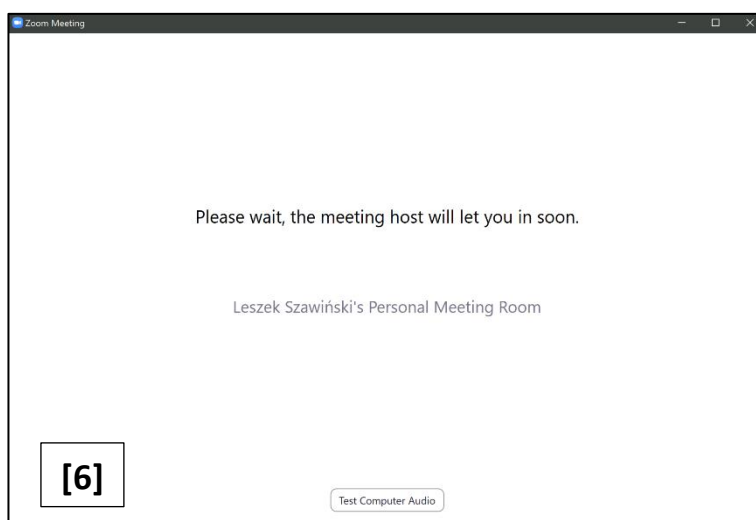 Zoom Meeting
Please wait, the meeting host will let you in soon.
Leszek Szawiński's Personal Meeting Room
[6]
Test Computer Audio